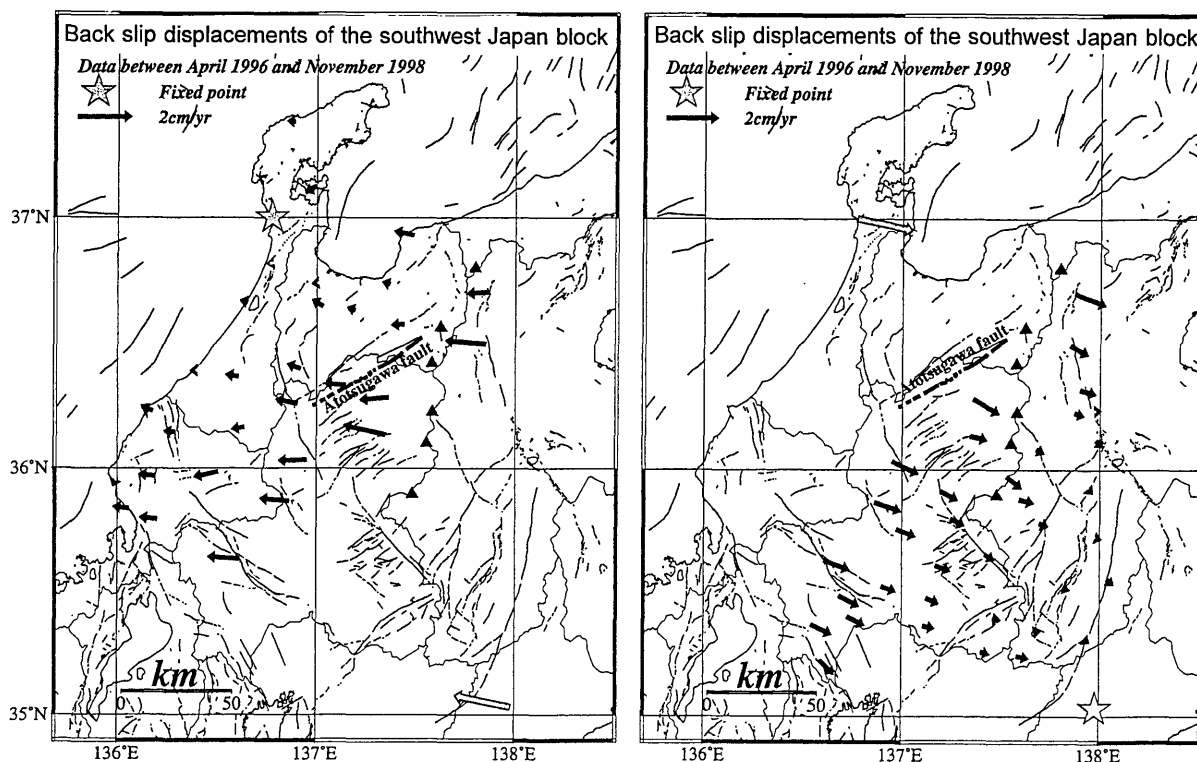 Back slip displacements of the southwest Japan block
Data between April 1996 and November 1998
Fixed point
2cm/yr
37°N
Atotsugawa fault
36°N
km
0 50
35°N
136°E 137°E 138°E
Back slip displacements of the southwest Japan block
Data between April 1996 and November 1998
Fixed point
2cm/yr
Atotsugawa fault
km
0 50
136°E 137°E 138°E